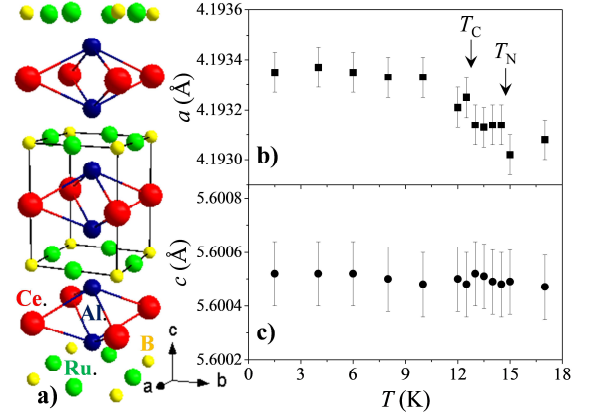 Ce.
Al.
B
Ru.
a)
c
a
b
4.1936
4.1934
4.1932
4.1930
a (Å)
T_C
T_N
b)
5.6008
5.6006
5.6004
5.6002
c (Å)
c)
0 3 6 9 12 15 18
T (K)